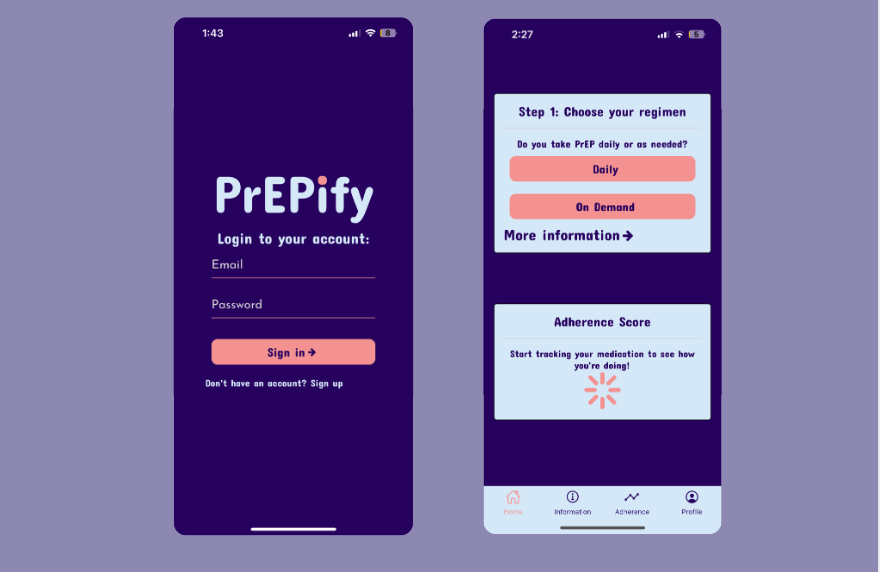 1:43
8
PrEPify
Login to your account:
Email
Password
Sign in →
Don't have an account? Sign up
2:27
5
Step 1: Choose your regimen
Do you take PrEP daily or as needed?
Daily
On Demand
More information →
Adherence Score
Start tracking your medication to see how
you're doing!
Home
Information
Adherence
Profile